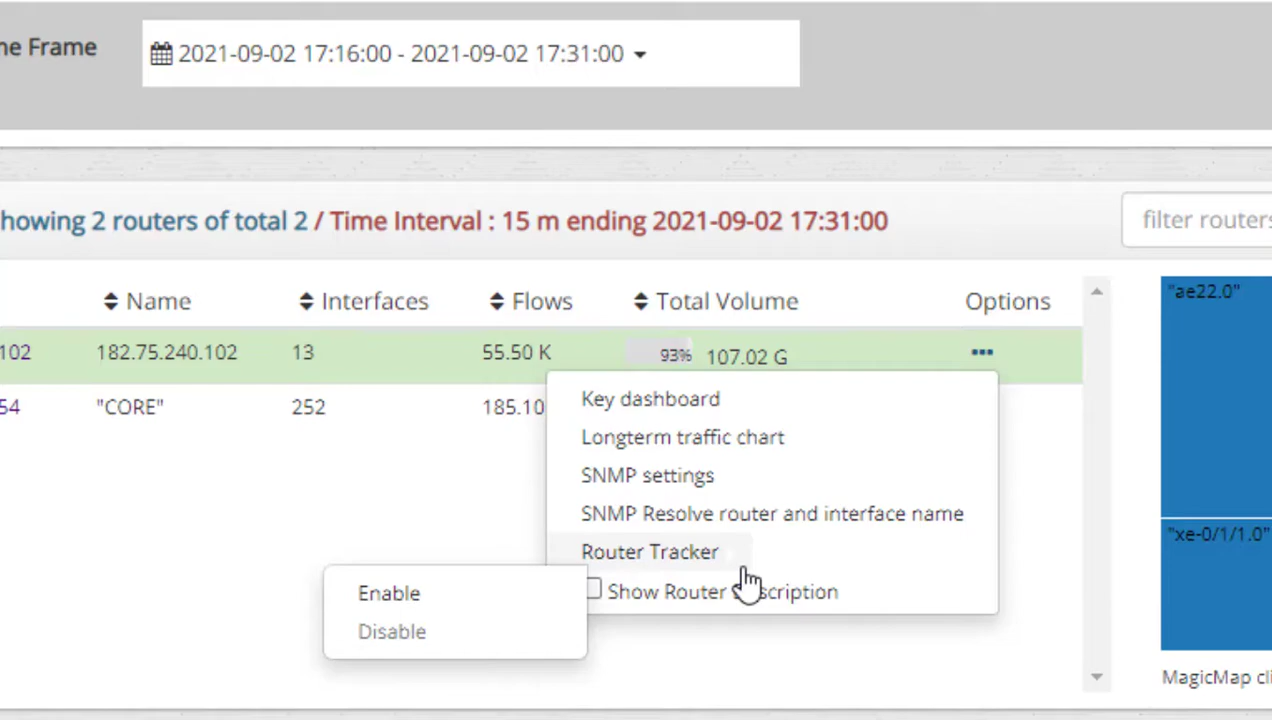 ne Frame
2021-09-02 17:16:00 - 2021-09-02 17:31:00
howing 2 routers of total 2 / Time Interval : 15 m ending 2021-09-02 17:31:00
filter routers
Name Interfaces Flows Total Volume Options
102 182.75.240.102 13 55.50 K 93% 107.02 G
54 "CORE" 252 185.10
Key dashboard
Longterm traffic chart
SNMP settings
SNMP Resolve router and interface name
Router Tracker
Show Router scription
Enable
Disable
"ae22.0"
"xe-0/1/1.0"
MagicMap cli